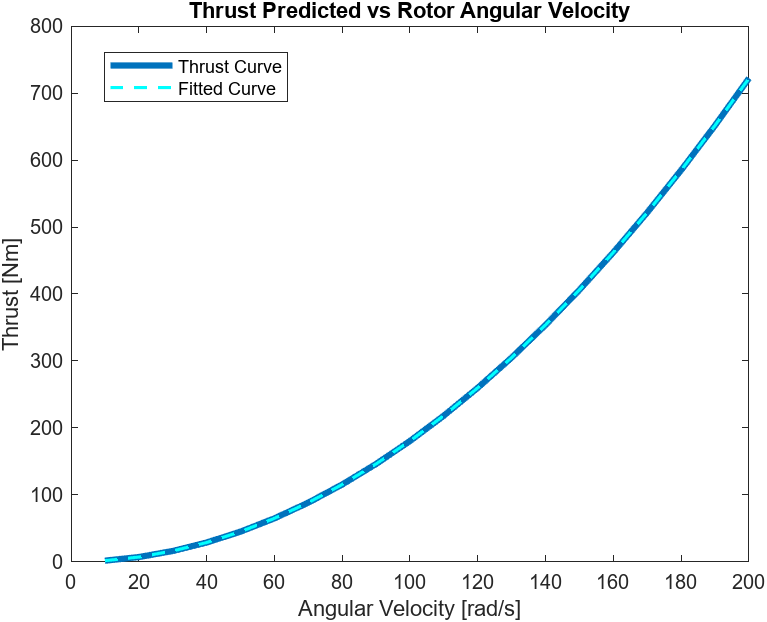 Thrust Predicted vs Rotor Angular Velocity
Thrust Curve
Fitted Curve
800
700
600
500
400
300
200
100
0
Thrust [Nm]
0 20 40 60 80 100 120 140 160 180 200
Angular Velocity [rad/s]